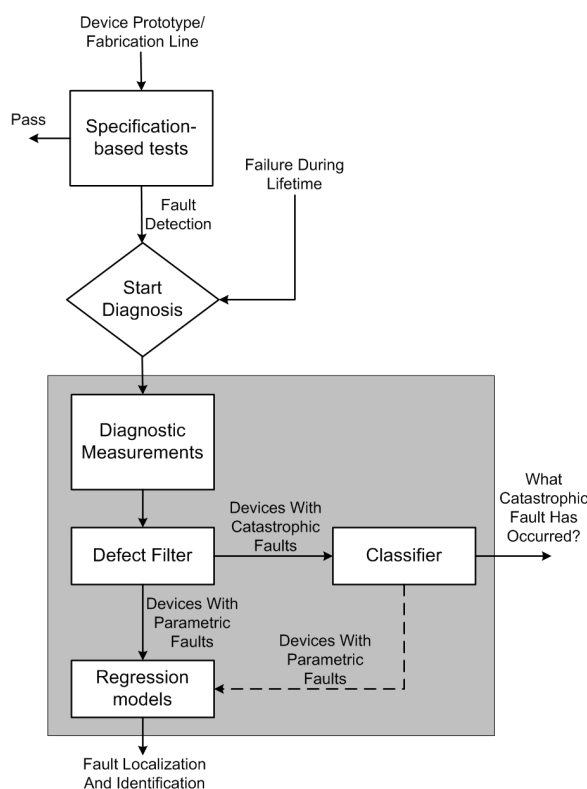 Device Prototype/
Fabrication Line
Pass
Specification-
based tests
Failure During
Lifetime
Fault
Detection
Start
Diagnosis
Diagnostic
Measurements
What
Catastrophic
Fault Has
Occurred?
Devices With
Catastrophic
Faults
Defect Filter
Classifier
Devices With
Parametric
Faults
Devices With
Parametric
Faults
Regression
models
Fault Localization
And Identification